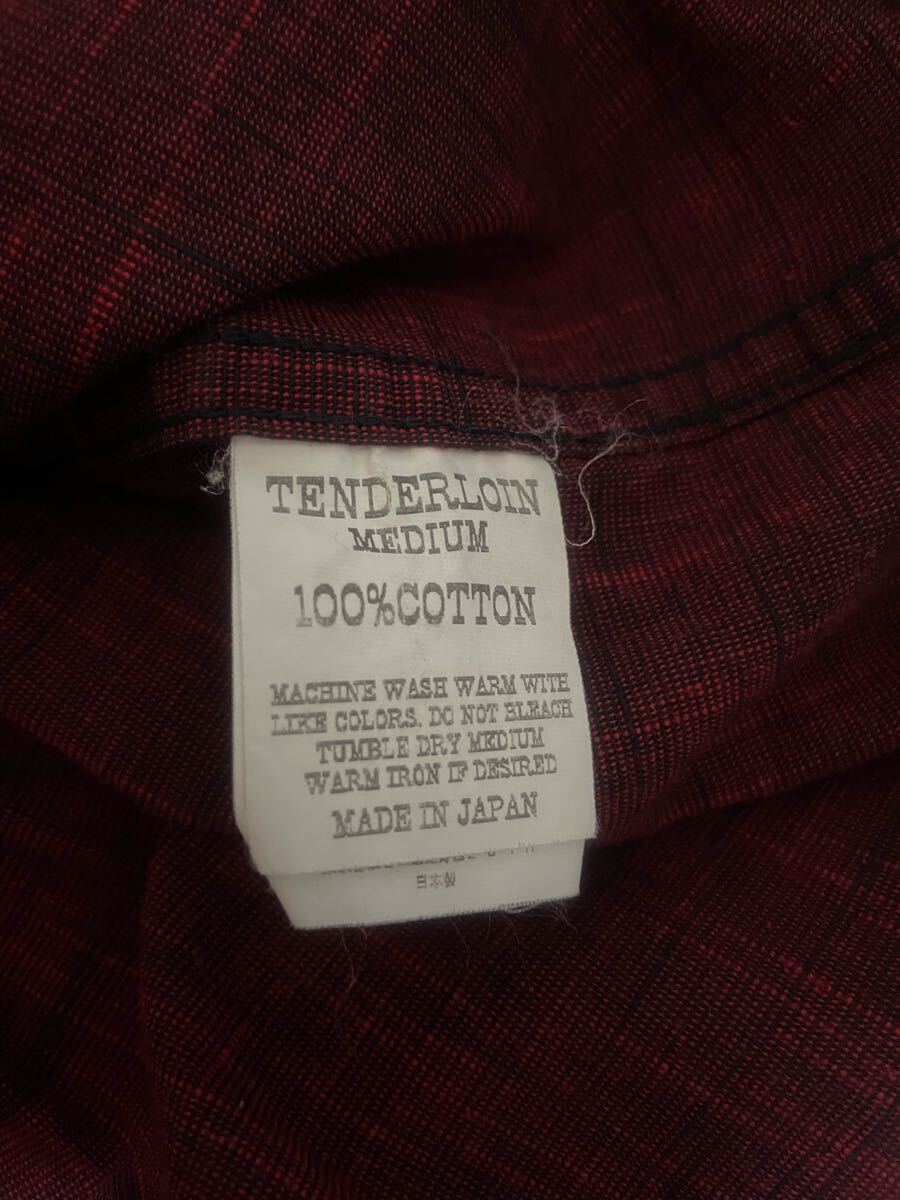 TENDERLOIN
MEDIUM
100%COTTON
MACHINE WASH WARM WITH
LIKE COLORS. DO NOT BLEACH
TUMBLE DRY MEDIUM
WARM IRON IF DESIRED
MADE IN JAPAN
日本製